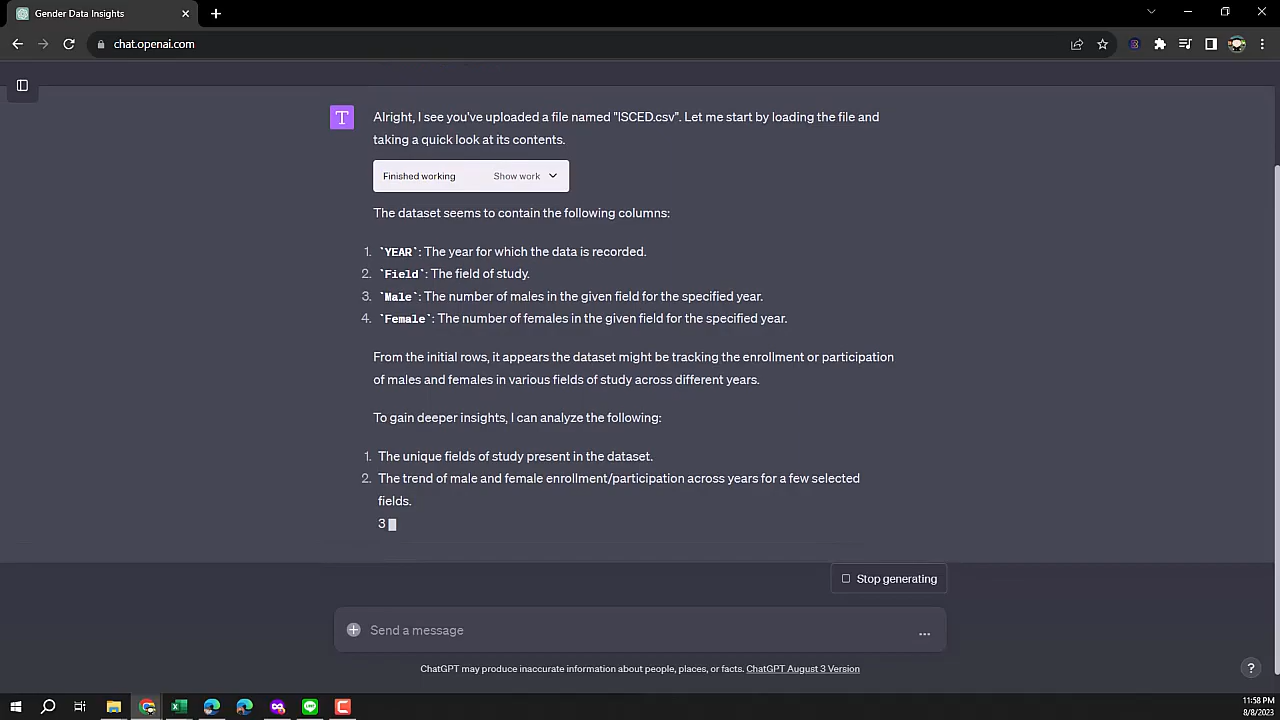 Gender Data Insights
chat.openai.com
T
Alright, I see you've uploaded a file named "ISCED.csv". Let me start by loading the file and
taking a quick look at its contents.
Finished working Show work
The dataset seems to contain the following columns:
1. `YEAR`: The year for which the data is recorded.
2. `Field`: The field of study.
3. `Male`: The number of males in the given field for the specified year.
4. `Female`: The number of females in the given field for the specified year.
From the initial rows, it appears the dataset might be tracking the enrollment or participation
of males and females in various fields of study across different years.
To gain deeper insights, I can analyze the following:
1. The unique fields of study present in the dataset.
2. The trend of male and female enrollment/participation across years for a few selected
fields.
3
Stop generating
Send a message
...
ChatGPT may produce inaccurate information about people, places, or facts. ChatGPT August 3 Version
?
11:58 PM
8/8/2023